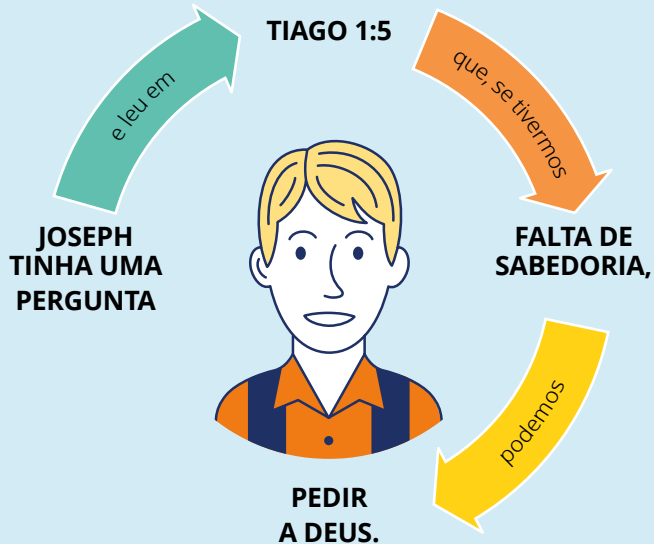 JOSEPH
TINHA UMA
PERGUNTA
e leu em
TIAGO 1:5
que, se tivermos
FALTA DE
SABEDORIA,
podemos
PEDIR
A DEUS.